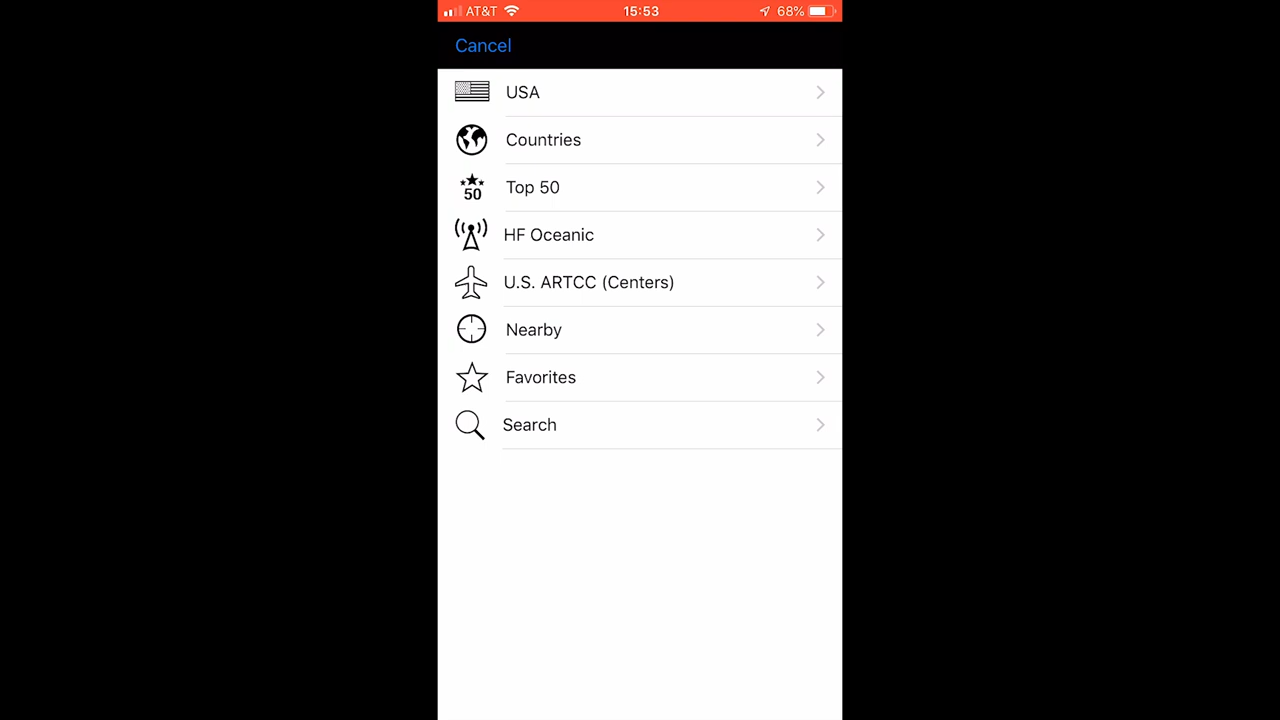 AT&T 15:53 68%
Cancel
USA
Countries
50 Top 50
HF Oceanic
U.S. ARTCC (Centers)
Nearby
Favorites
Search